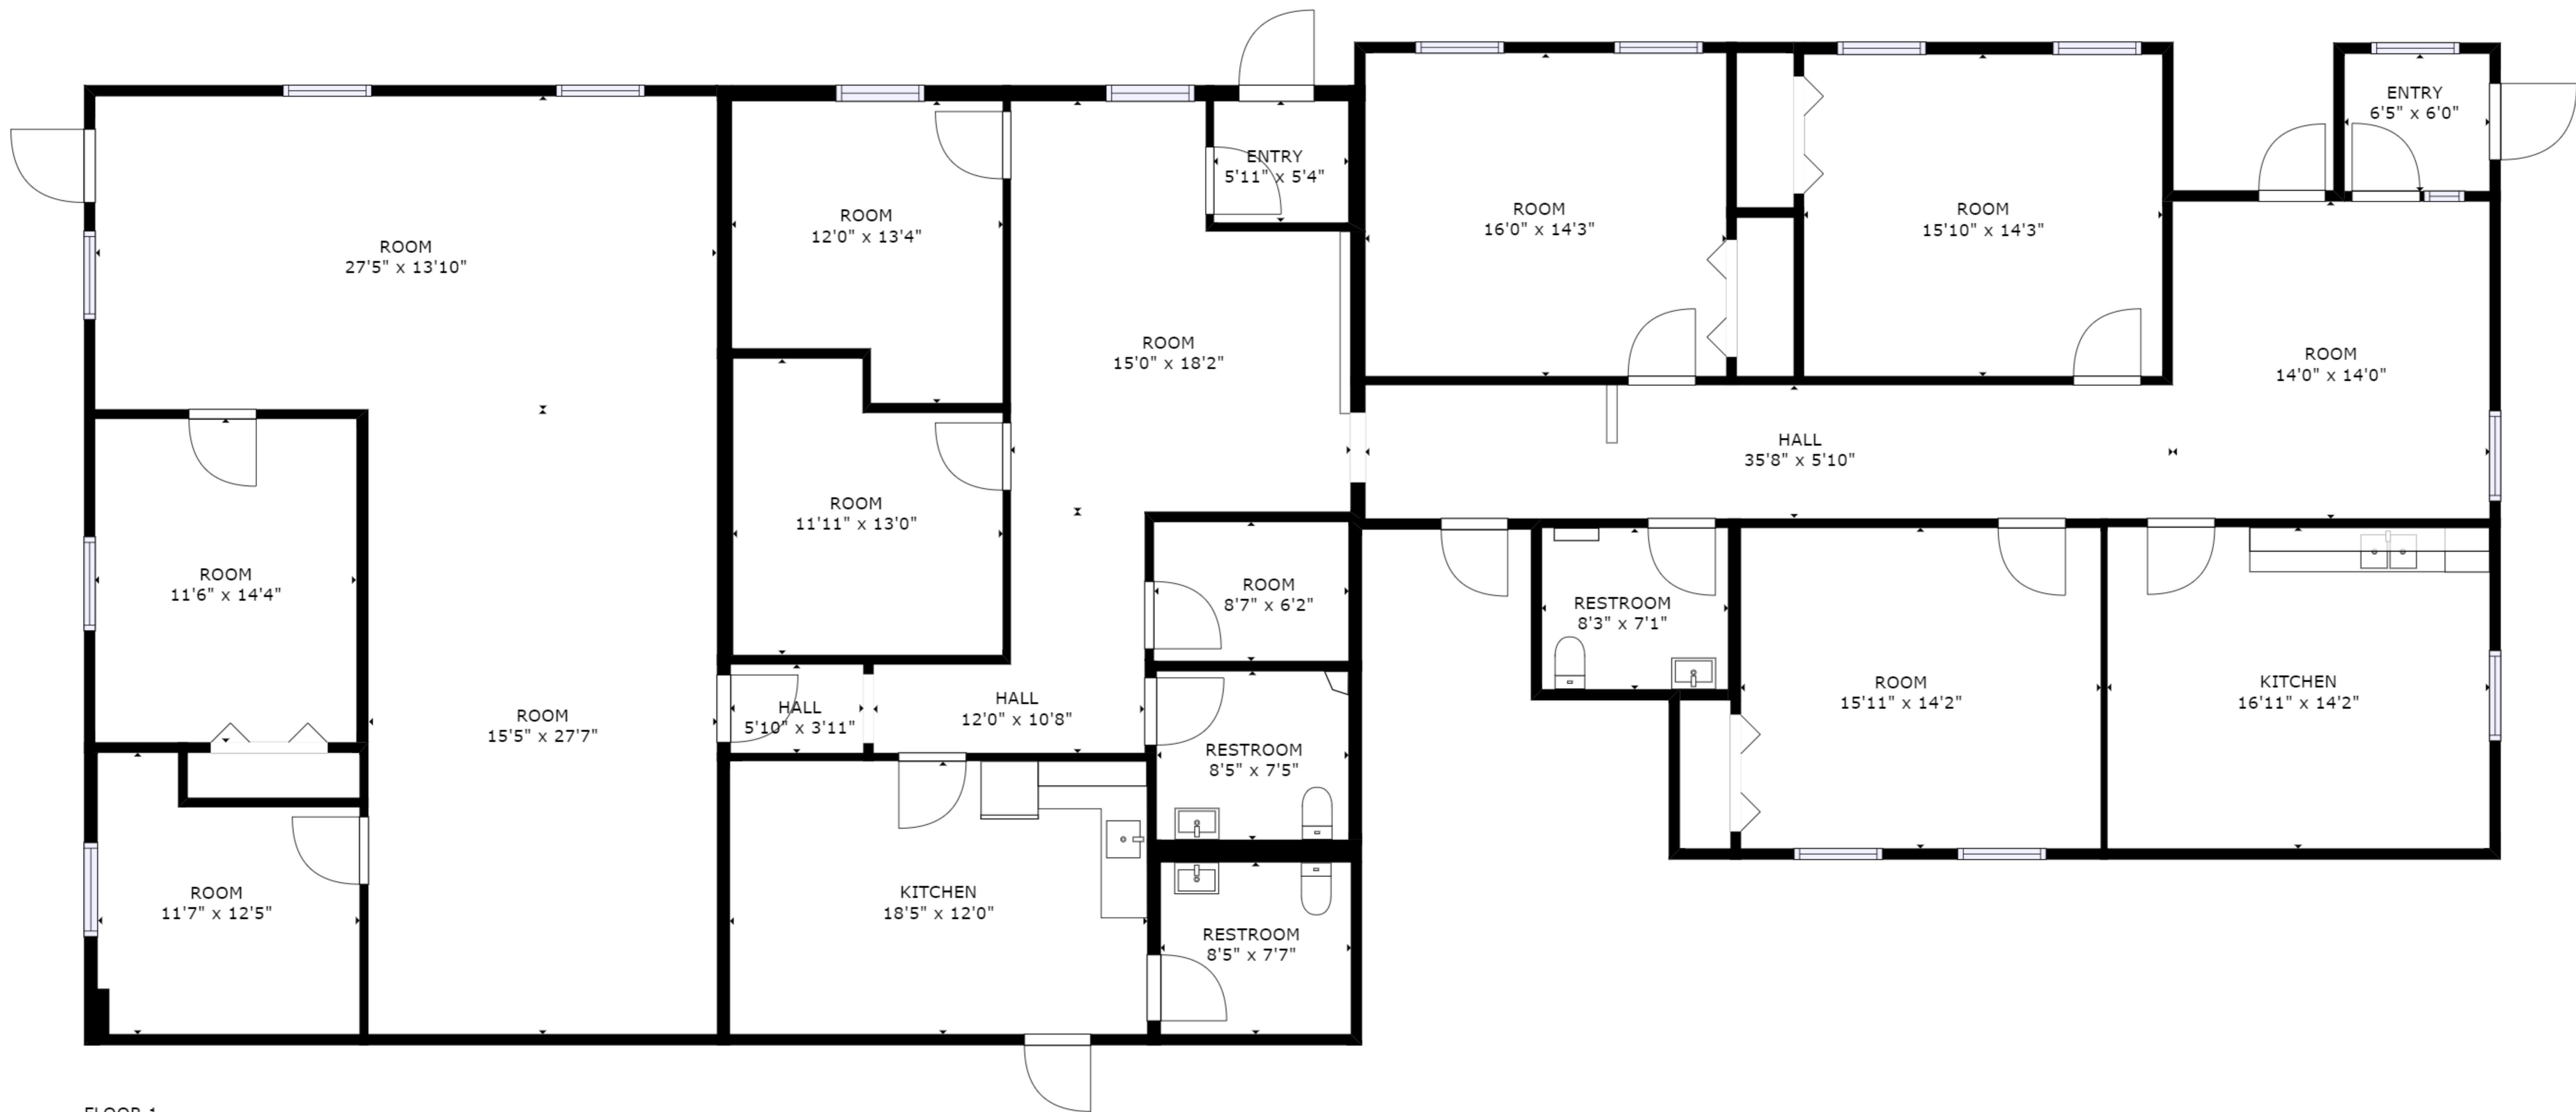 ROOM
27'5" x 13'10"
ROOM
12'0" x 13'4"
ENTRY
5'11" x 5'4"
ROOM
16'0" x 14'3"
ROOM
15'10" x 14'3"
ENTRY
6'5" x 6'0"
ROOM
15'0" x 18'2"
ROOM
14'0" x 14'0"
HALL
35'8" x 5'10"
ROOM
11'11" x 13'0"
ROOM
11'6" x 14'4"
ROOM
8'7" x 6'2"
RESTROOM
8'3" x 7'1"
ROOM
15'11" x 14'2"
KITCHEN
16'11" x 14'2"
ROOM
15'5" x 27'7"
HALL
5'10" x 3'11"
HALL
12'0" x 10'8"
RESTROOM
8'5" x 7'5"
ROOM
11'7" x 12'5"
KITCHEN
18'5" x 12'0"
RESTROOM
8'5" x 7'7"
FLOOR 1